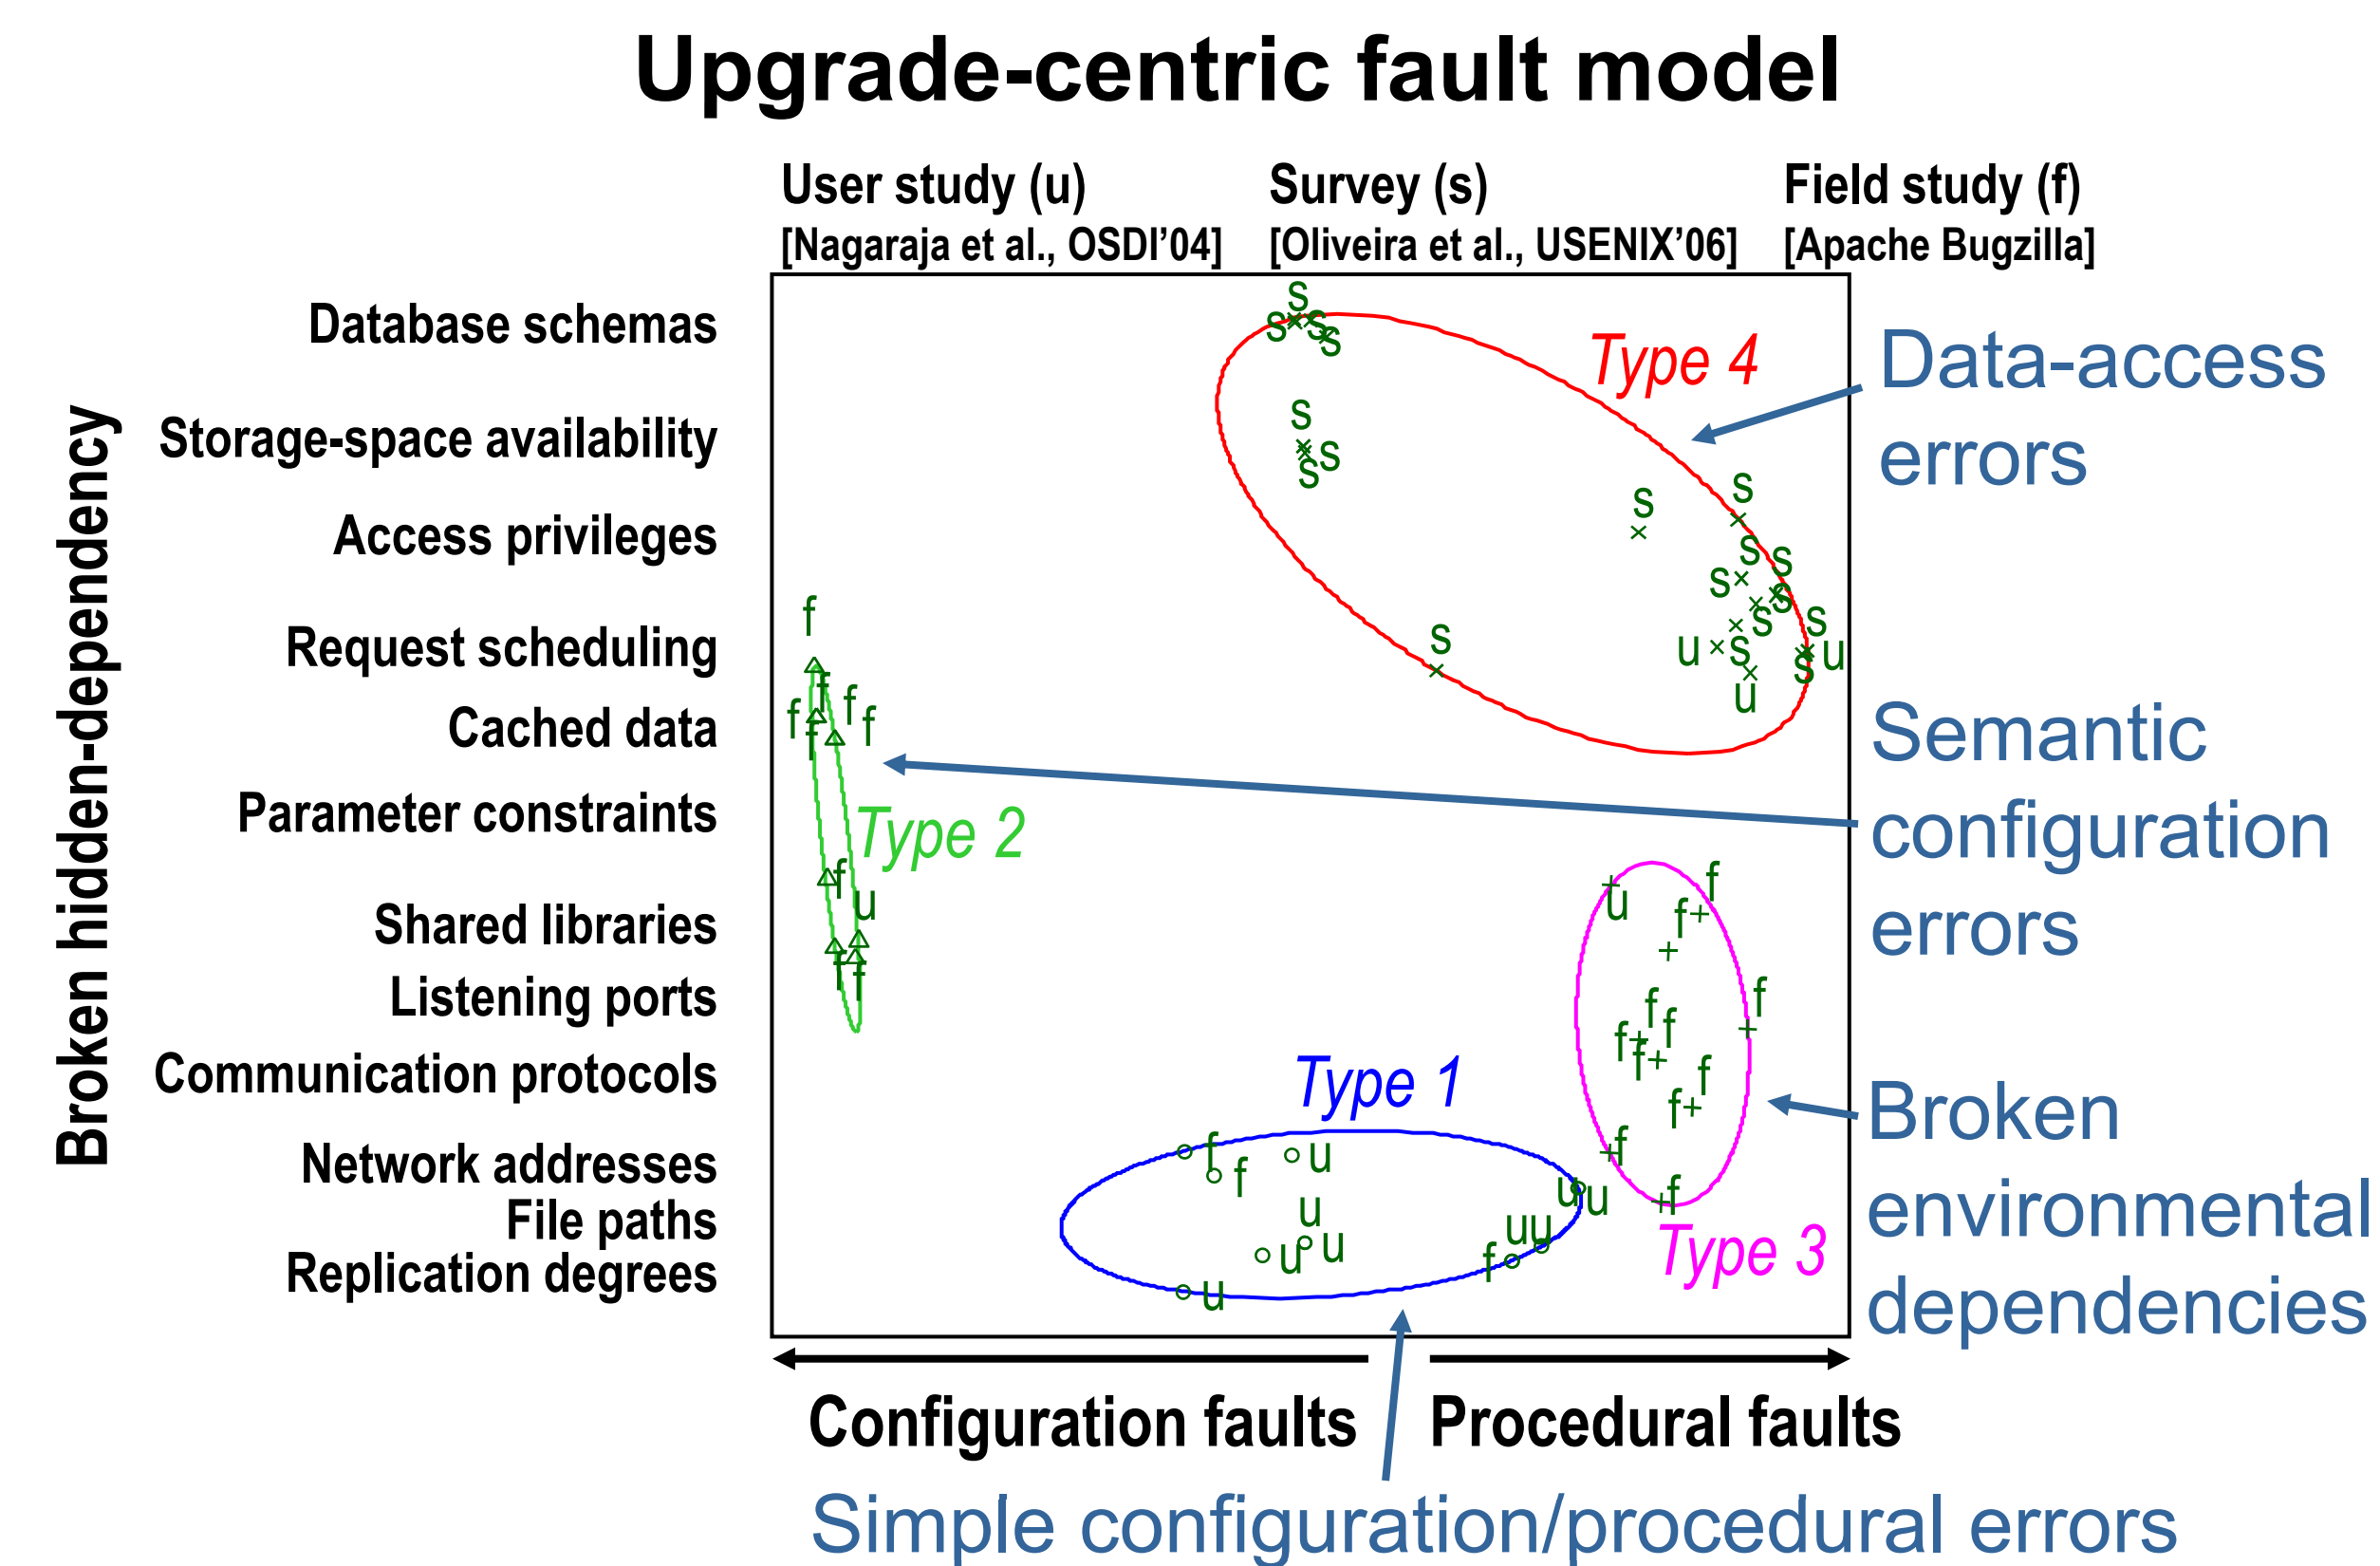 Upgrade-centric fault model
User study (u)
[Nagaraja et al., OSDI’04]
Survey (s)
[Oliveira et al., USENIX’06]
Field study (f)
[Apache Bugzilla]
Broken hidden-dependency
Database schemas
Storage-space availability
Access privileges
Request scheduling
Cached data
Parameter constraints
Shared libraries
Listening ports
Communication protocols
Network addresses
File paths
Replication degrees
s
s s s
s
s
s
s
s
s
s
s
s
s
s
s
s
u
s
s
u
u
Type 4
f
f
f
f
f
f
Type 2
f
u
f
f
u
f
f
f
f
f
f
f
f
f
f
f
Type 3
Type 1
f
f
u
u
u
u
u
u
u
u
u
f
Data-access
errors
Semantic
configuration
errors
Broken
environmental
dependencies
Configuration faults
Procedural faults
Simple configuration/procedural errors